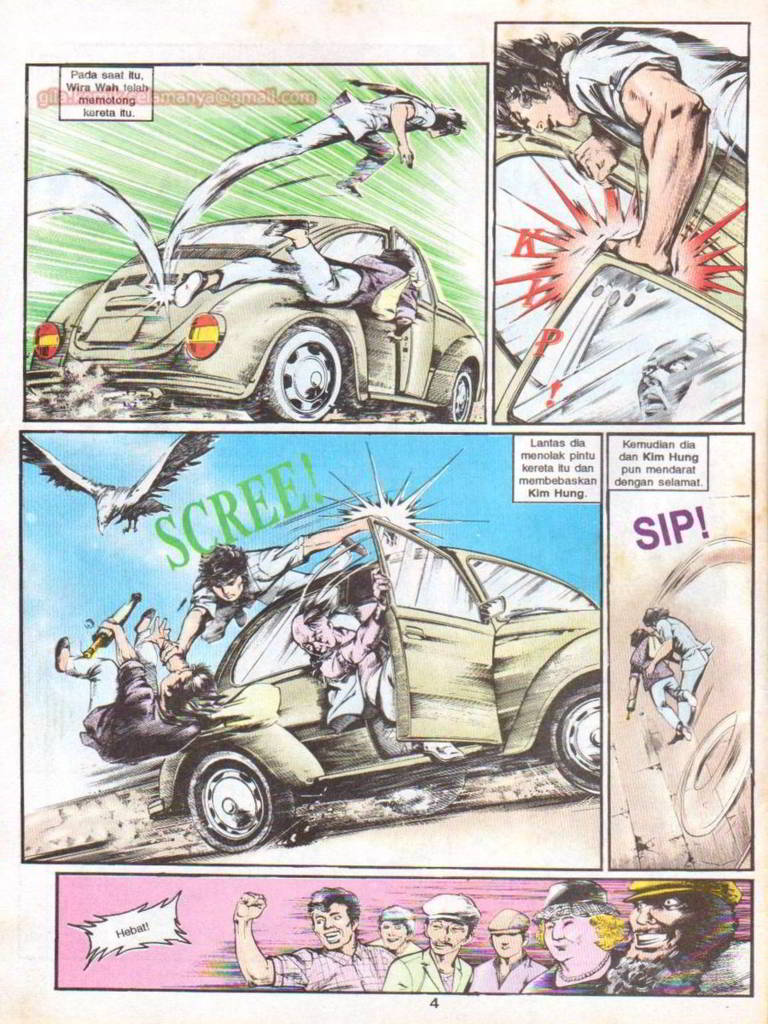 Pada saat itu,
Wira Wah telah
memotong
kereta itu.
KEP!
SCREE!
Lantas dia
menolak pintu
kereta itu dan
membebaskan
Kim Hung.
Kemudian dia
dan Kim Hung
pun mendarat
dengan selamat.
SIP!
Hebat!
4